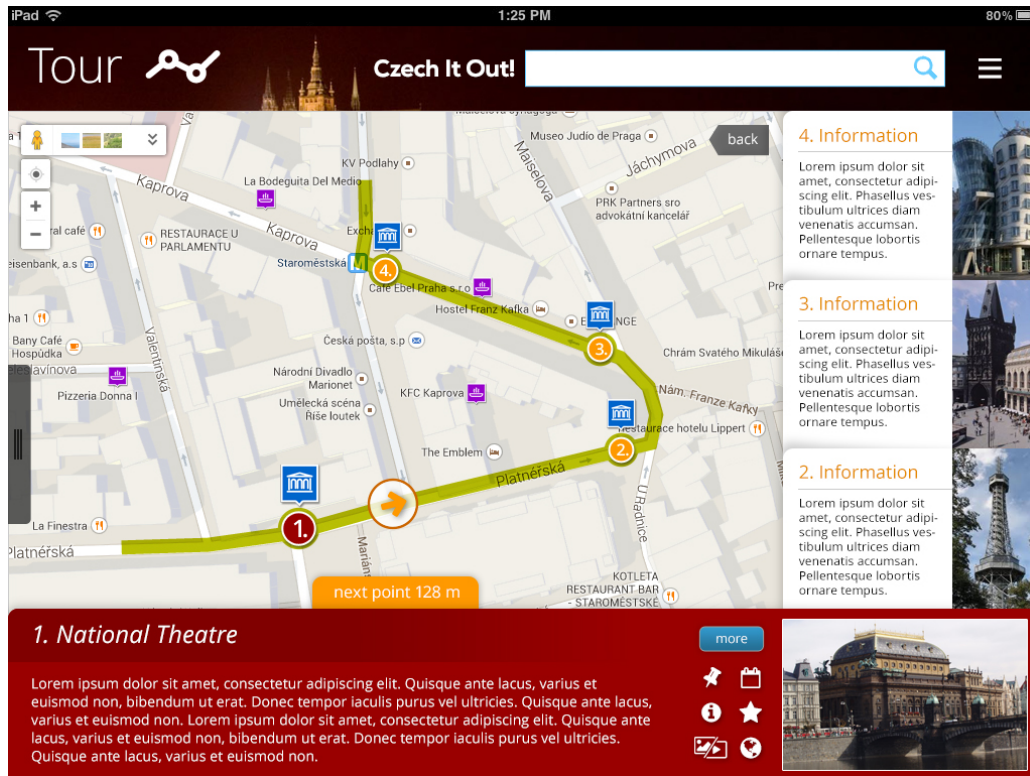 iPad
1:25 PM
80%
Tour
Czech It Out!
Museo Judío de Praga
back
Jáchymova
Maiselova
KV Podlahy
Kaprova
La Bodeguita Del Medio
PRK Partners sro
advokátní kancelář
RESTAURACE U
PARLAMENTU
Kaprova
Staroměstská
M
4.
Café Ebel Praha s.r.o
Hostel Franz Kafka
3.
Bany Café
Hospůdka
Valentinská
Česká pošta, s.p
Chrám Svatého Mikuláše
Národní Divadlo
Marionet
Umělecká scéna
Říše loutek
KFC Kaprova
Pizzeria Donna I
Nám. Franze Kafky
Restaurace hotelu Lippert
2.
The Emblem
Platnéřská
U Radnice
La Finestra
1.
Platnéřská
KOTLETA
RESTAURANT BAR
- STAROMĚSTSKÉ
next point 128 m
4. Information
Lorem ipsum dolor sit
amet, consectetur adipi-
scing elit. Phasellus ves-
tibulum ultrices diam
venenatis accumsan.
Pellentesque lobortis
ornare tempus.
3. Information
Lorem ipsum dolor sit
amet, consectetur adipi-
scing elit. Phasellus ves-
tibulum ultrices diam
venenatis accumsan.
Pellentesque lobortis
ornare tempus.
2. Information
Lorem ipsum dolor sit
amet, consectetur adipi-
scing elit. Phasellus ves-
tibulum ultrices diam
venenatis accumsan.
Pellentesque lobortis
ornare tempus.
1. National Theatre
more
Lorem ipsum dolor sit amet, consectetur adipiscing elit. Quisque ante lacus, varius et
euismod non, bibendum ut erat. Donec tempor iaculis purus vel ultricies. Quisque ante lacus,
varius et euismod non. Lorem ipsum dolor sit amet, consectetur adipiscing elit. Quisque ante
lacus, varius et euismod non, bibendum ut erat. Donec tempor iaculis purus vel ultricies.
Quisque ante lacus, varius et euismod non.